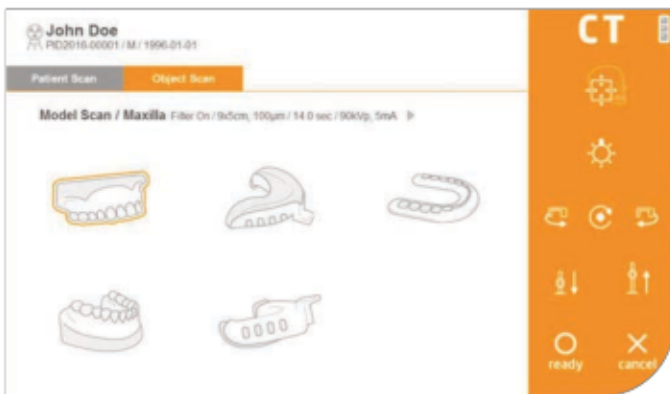 John Doe
PID2016-00001 / M / 1996-01-01
CT
Patient Scan
Object Scan
Model Scan / Maxilla Filter On / 9x5cm, 100μm / 14.0 sec / 90kVp, 5mA
ready
cancel